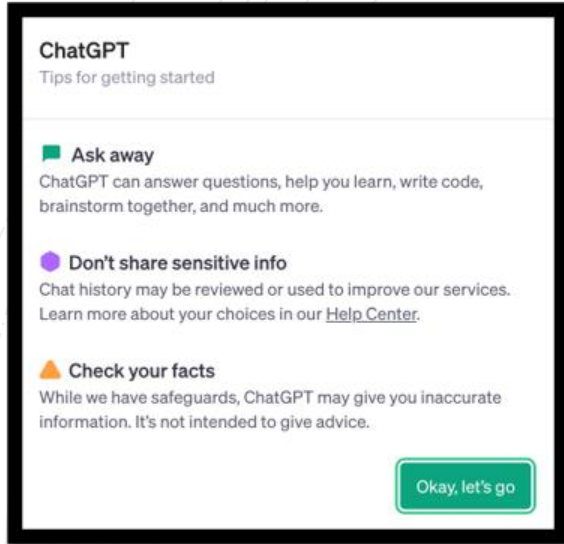 ChatGPT
Tips for getting started
Ask away
ChatGPT can answer questions, help you learn, write code,
brainstorm together, and much more.
Don't share sensitive info
Chat history may be reviewed or used to improve our services.
Learn more about your choices in our Help Center.
Check your facts
While we have safeguards, ChatGPT may give you inaccurate
information. It's not intended to give advice.
Okay, let's go